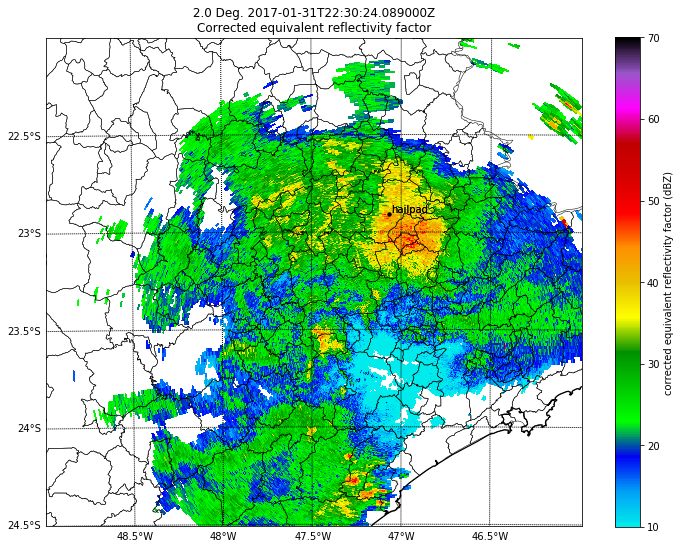 2.0 Deg. 2017-01-31T22:30:24.089000Z
Corrected equivalent reflectivity factor
70
60
50
40
30
20
10
corrected equivalent reflectivity factor (dBZ)
22.5°S
23°S
23.5°S
24°S
24.5°S
hailpad
48.5°W
48°W
47.5°W
47°W
46.5°W